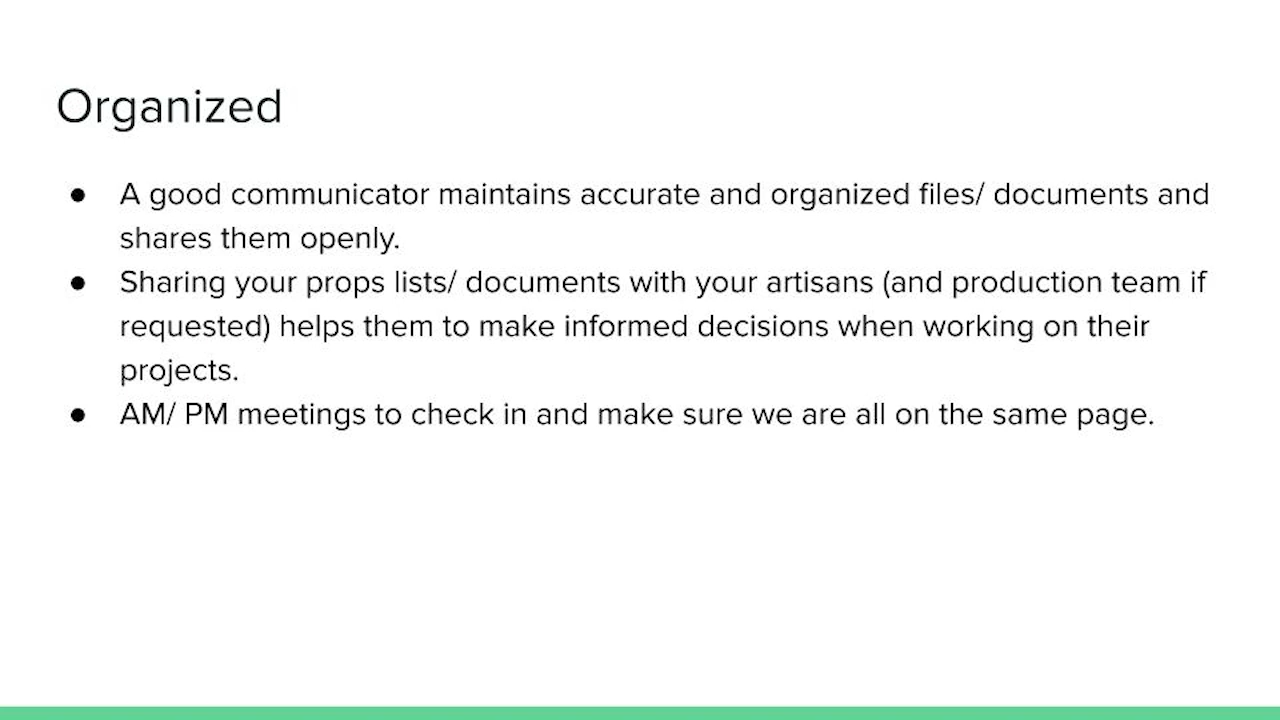 Organized
● A good communicator maintains accurate and organized files/ documents and
shares them openly.
● Sharing your props lists/ documents with your artisans (and production team if
requested) helps them to make informed decisions when working on their
projects.
● AM/ PM meetings to check in and make sure we are all on the same page.